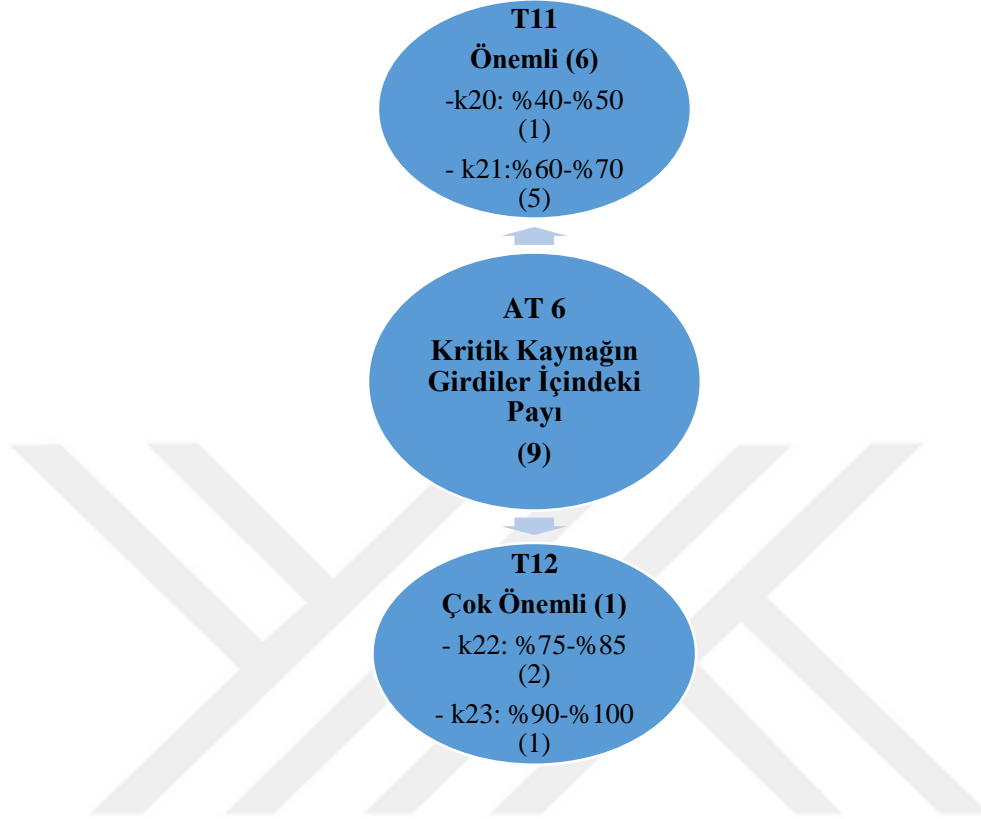 T11
Önemli (6)
-k20: %40-%50
(1)
- k21:%60-%70
(5)
AT 6
Kritik Kaynağın
Girdiler İçindeki
Payı
(9)
T12
Çok Önemli (1)
- k22: %75-%85
(2)
- k23: %90-%100
(1)